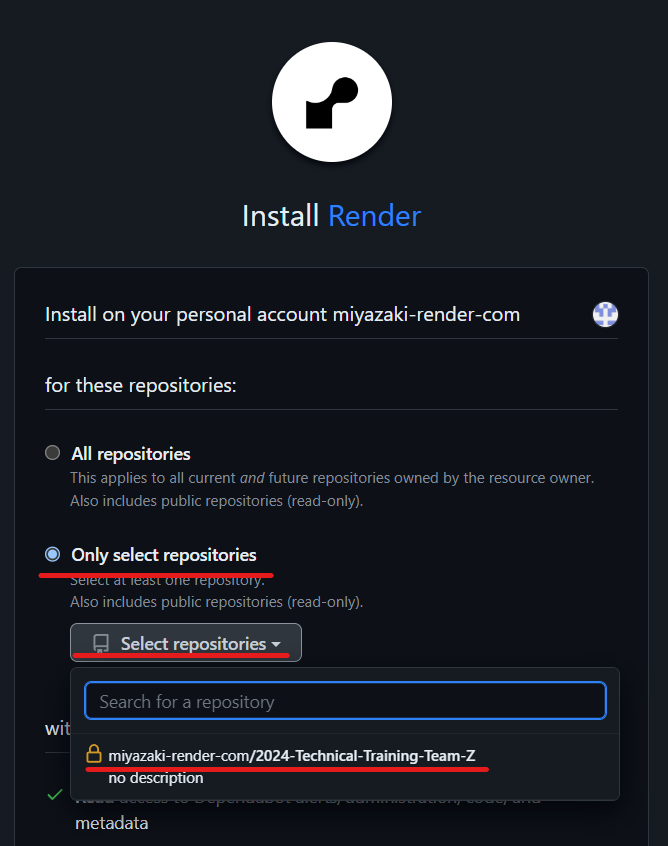 Install Render
Install on your personal account miyazaki-render-com
for these repositories:
All repositories
This applies to all current and future repositories owned by the resource owner.
Also includes public repositories (read-only).
Only select repositories
Select at least one repository.
Also includes public repositories (read-only).
Select repositories
Search for a repository
miyazaki-render-com/2024-Technical-Training-Team-Z
no description
Read access to Dependabot alerts, administration, code, and
metadata